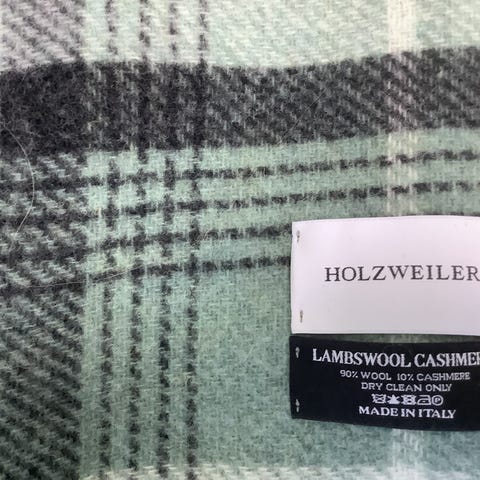 HOLZWEILER
LAMBSWOOL CASHMERE
90% WOOL 10% CASHMERE
DRY CLEAN ONLY
MADE IN ITALY